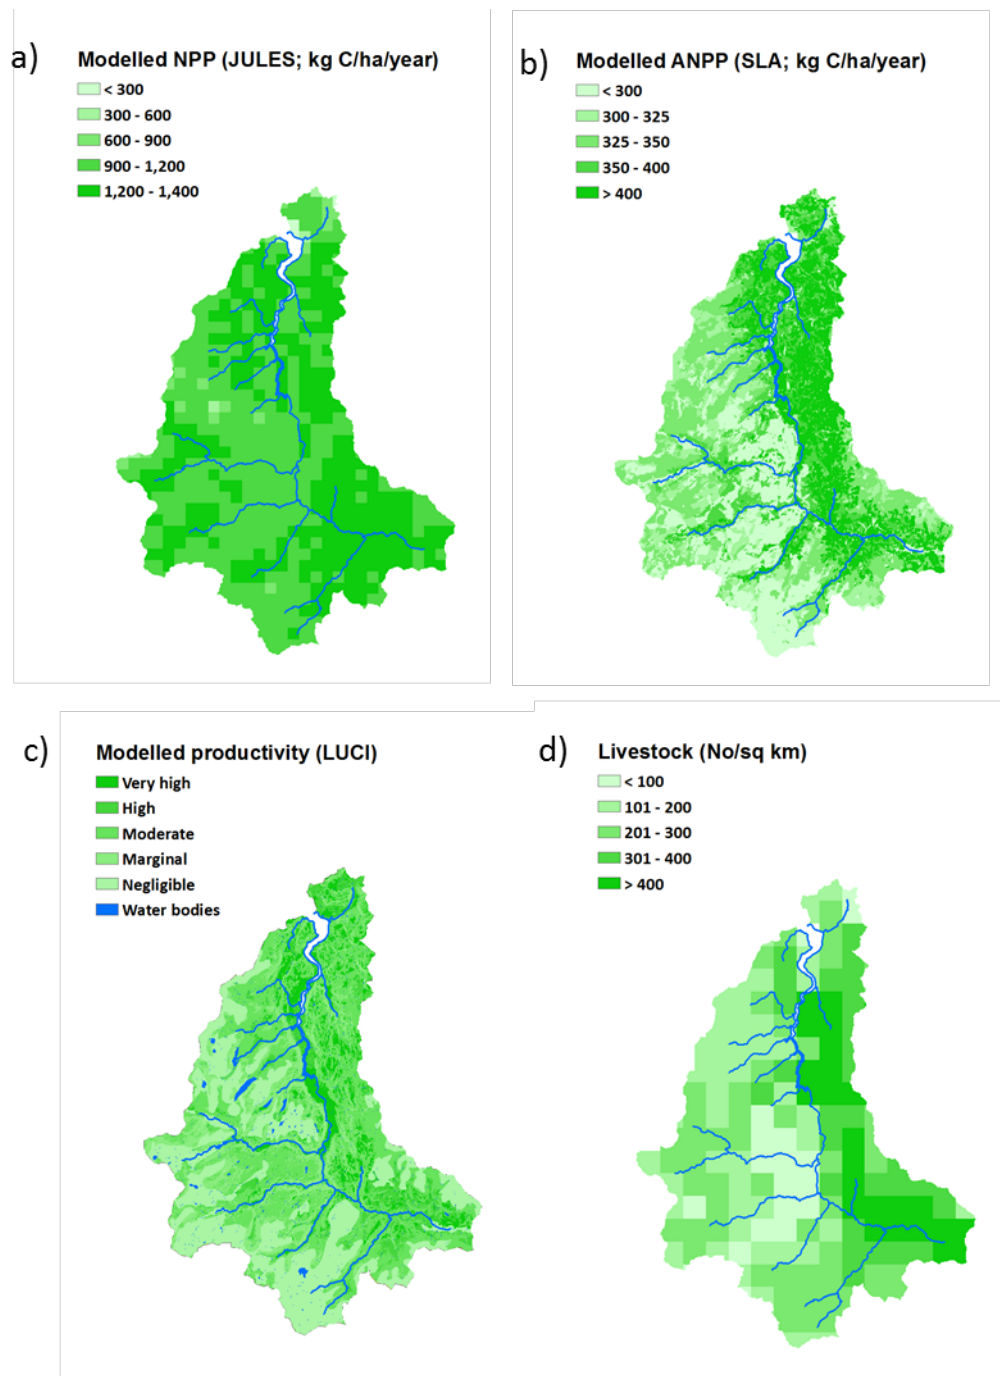 a)
Modelled NPP (JULES; kg C/ha/year)
< 300
300 - 600
600 - 900
900 - 1,200
1,200 - 1,400
b)
Modelled ANPP (SLA; kg C/ha/year)
< 300
300 - 325
325 - 350
350 - 400
> 400
c)
Modelled productivity (LUCI)
Very high
High
Moderate
Marginal
Negligible
Water bodies
d)
Livestock (No/sq km)
< 100
101 - 200
201 - 300
301 - 400
> 400